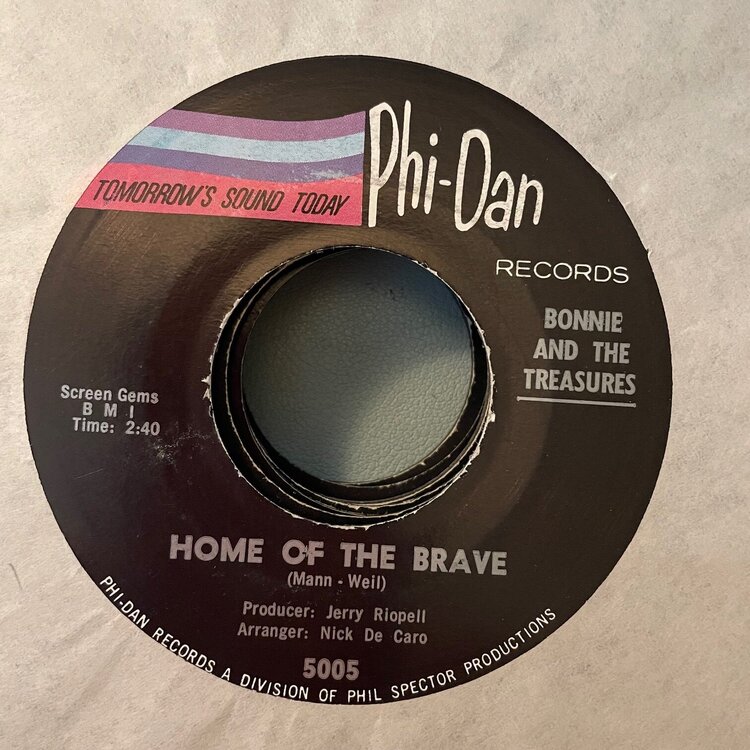 Phi-Dan
TOMORROW'S SOUND TODAY
RECORDS
BONNIE
AND THE
TREASURES
Screen Gems
B M I
Time: 2:40
HOME OF THE BRAVE
(Mann - Weil)
Producer: Jerry Riopell
Arranger: Nick De Caro
5005
PHI-DAN RECORDS A DIVISION OF PHIL SPECTOR PRODUCTIONS